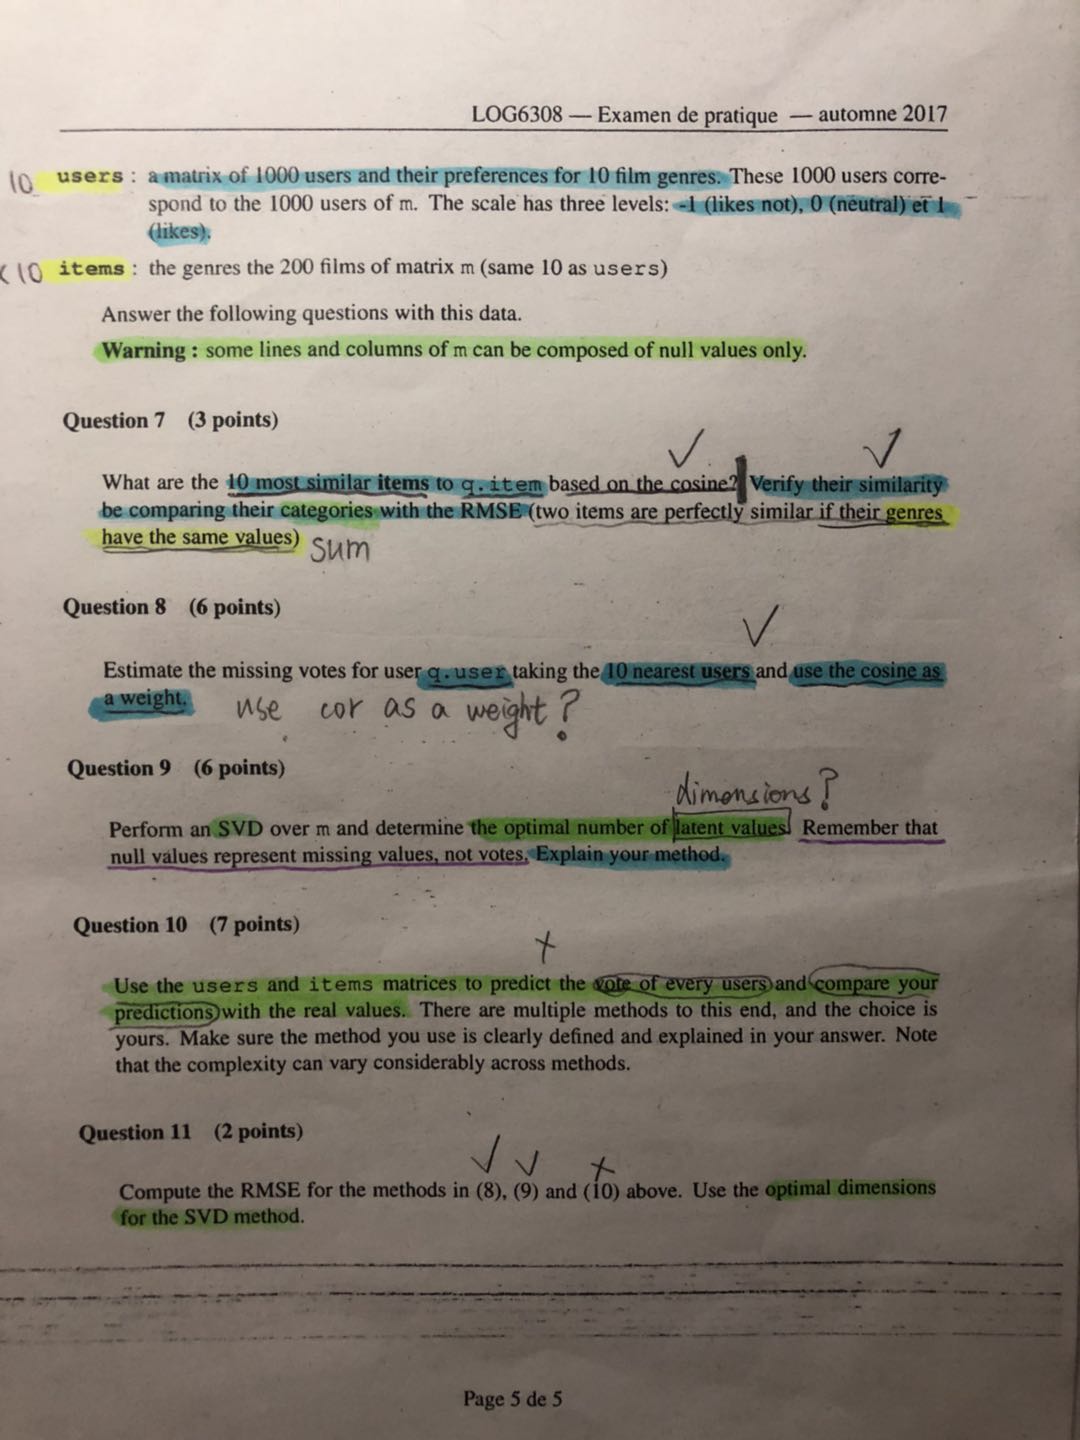 LOG6308 — Examen de pratique — automne 2017
10 users : a matrix of 1000 users and their preferences for 10 film genres. These 1000 users corre-
spond to the 1000 users of m. The scale has three levels: -1 (likes not), 0 (neutral) et 1
(likes).
10 items : the genres the 200 films of matrix m (same 10 as users)
Answer the following questions with this data.
Warning : some lines and columns of m can be composed of null values only.
Question 7 (3 points)
What are the 10 most similar items to q.item based on the cosine? Verify their similarity
be comparing their categories with the RMSE (two items are perfectly similar if their genres
have the same values) sum
Question 8 (6 points)
Estimate the missing votes for user q.user taking the 10 nearest users and use the cosine as
a weight. use cor as a weight?
Question 9 (6 points)
dimensions?
Perform an SVD over m and determine the optimal number of latent values. Remember that
null values represent missing values, not votes. Explain your method.
Question 10 (7 points)
Use the users and items matrices to predict the vote of every users and compare your
predictions with the real values. There are multiple methods to this end, and the choice is
yours. Make sure the method you use is clearly defined and explained in your answer. Note
that the complexity can vary considerably across methods.
Question 11 (2 points)
Compute the RMSE for the methods in (8), (9) and (10) above. Use the optimal dimensions
for the SVD method.
Page 5 de 5